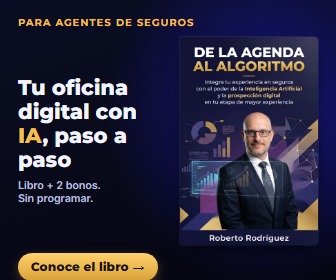 PARA AGENTES DE SEGUROS
Tu oficina
digital con
IA, paso a
paso
Libro + 2 bonos.
Sin programar.
Conoce el libro →
DE LA AGENDA
AL ALGORITMO
Integra tu experiencia en seguros
con el poder de la Inteligencia Artificial
y la prospección digital
en tu etapa de mayor experiencia
Roberto Rodríguez